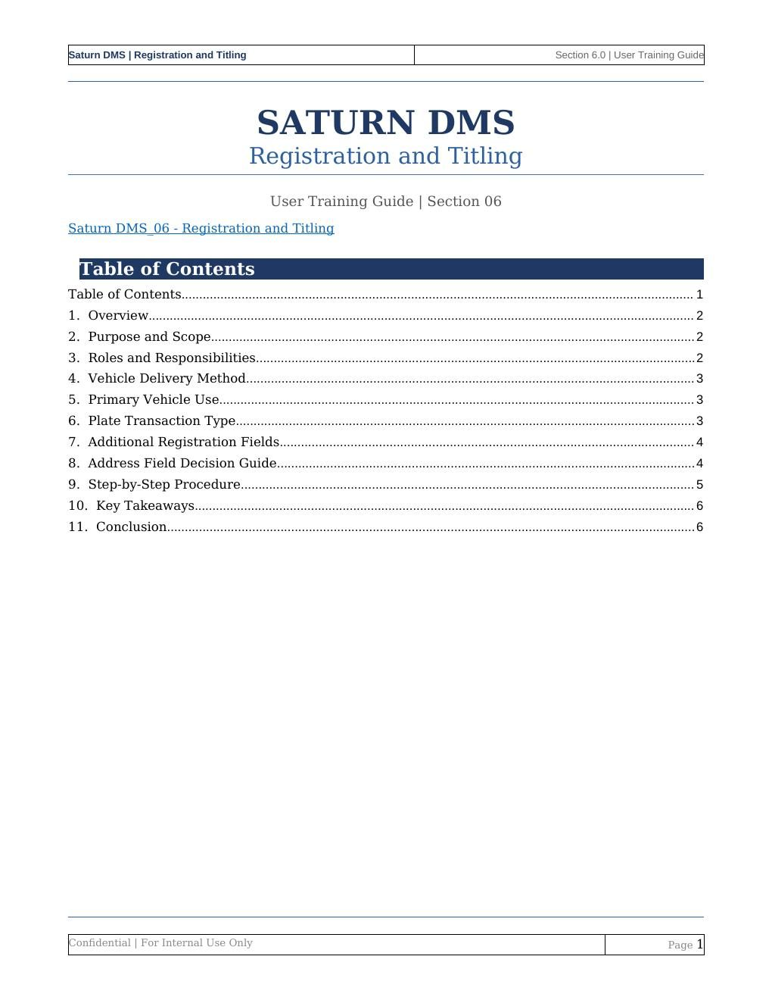 Saturn DMS | Registration and Titling
Section 6.0 | User Training Guide
SATURN DMS
Registration and Titling
User Training Guide | Section 06
Saturn DMS_06 - Registration and Titling
Table of Contents
Table of Contents 1
1. Overview 2
2. Purpose and Scope 2
3. Roles and Responsibilities 2
4. Vehicle Delivery Method 3
5. Primary Vehicle Use 3
6. Plate Transaction Type 3
7. Additional Registration Fields 4
8. Address Field Decision Guide 4
9. Step-by-Step Procedure 5
10. Key Takeaways 6
11. Conclusion 6
Confidential | For Internal Use Only
Page 1